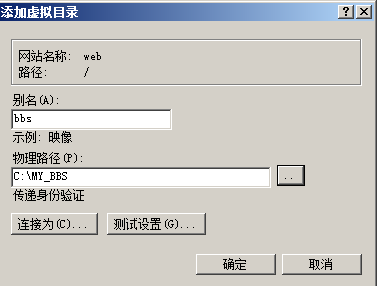 添加虚拟目录
网站名称: web
路径: /
别名(A):
bbs
示例: 映像
物理路径(P):
C:\MY_BBS
..
传递身份验证
连接为(C)... 测试设置(G)...
确定 取消